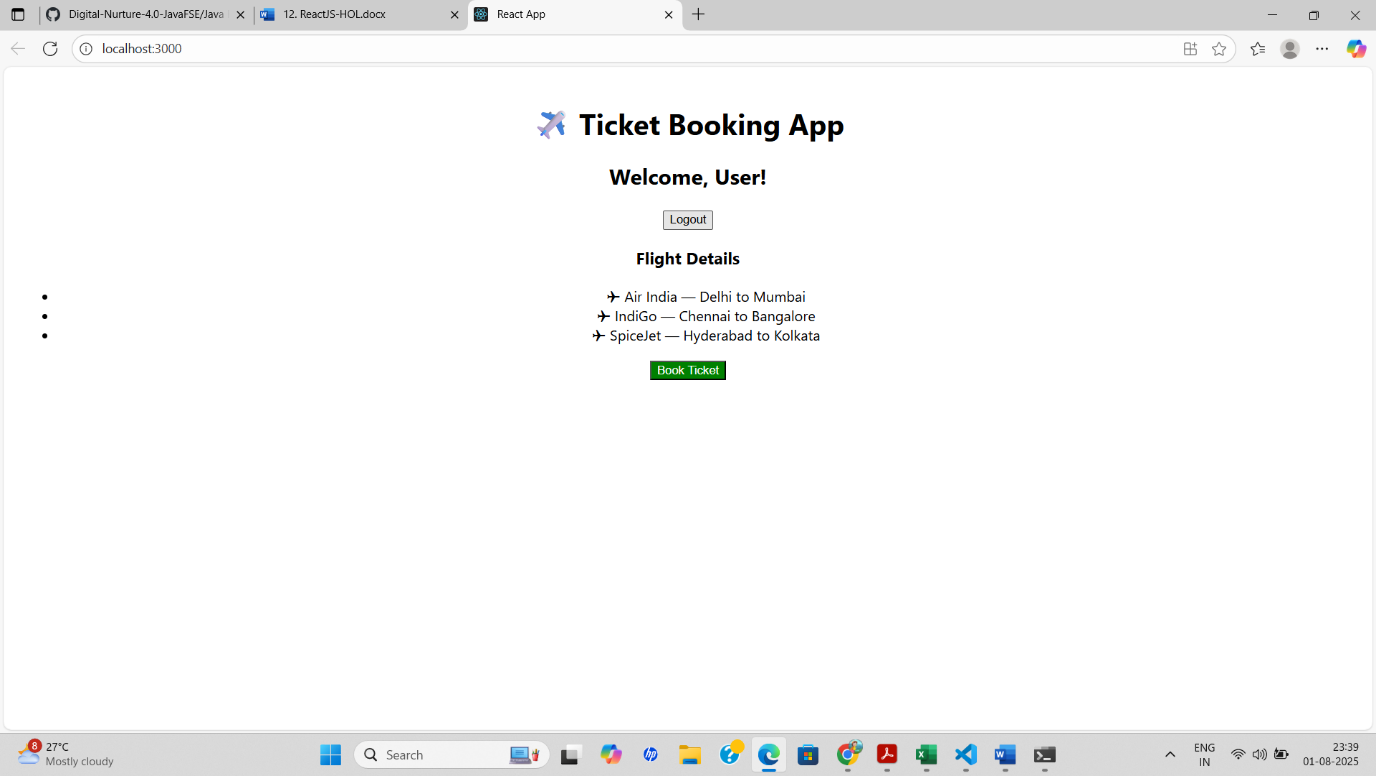 Digital-Nurture-4.0-JavaFSE/Java
12. ReactJS-HOL.docx
React App
localhost:3000
✈️ Ticket Booking App
Welcome, User!
Logout
Flight Details
• ✈ Air India — Delhi to Mumbai
• ✈ IndiGo — Chennai to Bangalore
• ✈ SpiceJet — Hyderabad to Kolkata
Book Ticket
8
27°C
Mostly cloudy
Search
hp
ENG
IN
23:39
01-08-2025